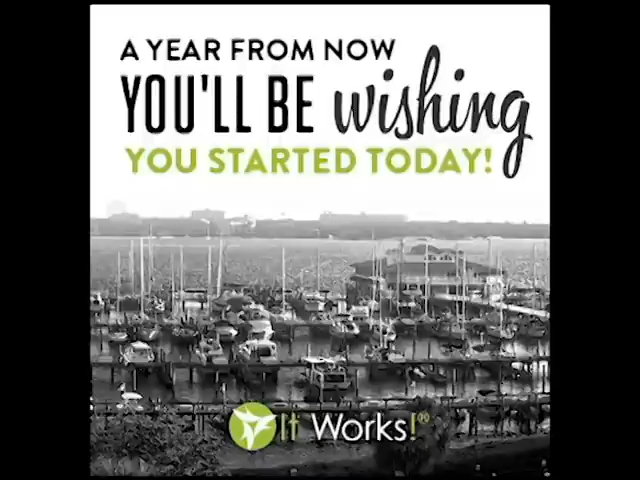 A YEAR FROM NOW
YOU'LL BE wishing
YOU STARTED TODAY!
It Works!®